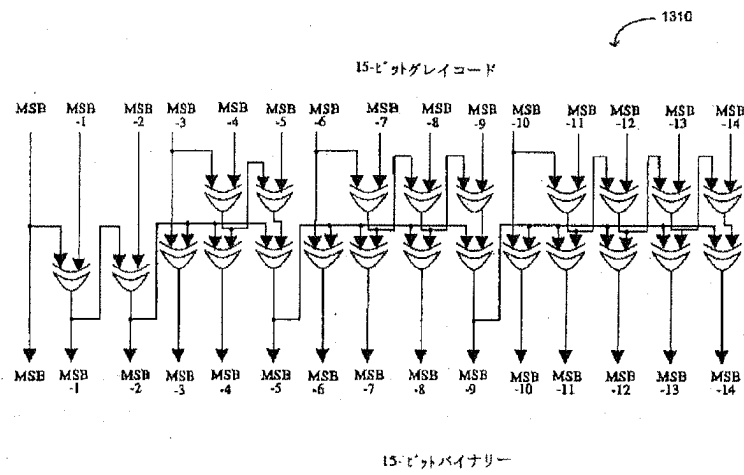 1310
15-ビットグレイコード
MSB MSB MSB MSB MSB MSB MSB MSB MSB MSB MSB MSB MSB MSB MSB
-1 -2 -3 -4 -5 -6 -7 -8 -9 -10 -11 -12 -13 -14
MSB MSB MSB MSB MSB MSB MSB MSB MSB MSB MSB MSB MSB MSB MSB
-1 -2 -3 -4 -5 -6 -7 -8 -9 -10 -11 -12 -13 -14
15-ビットバイナリー